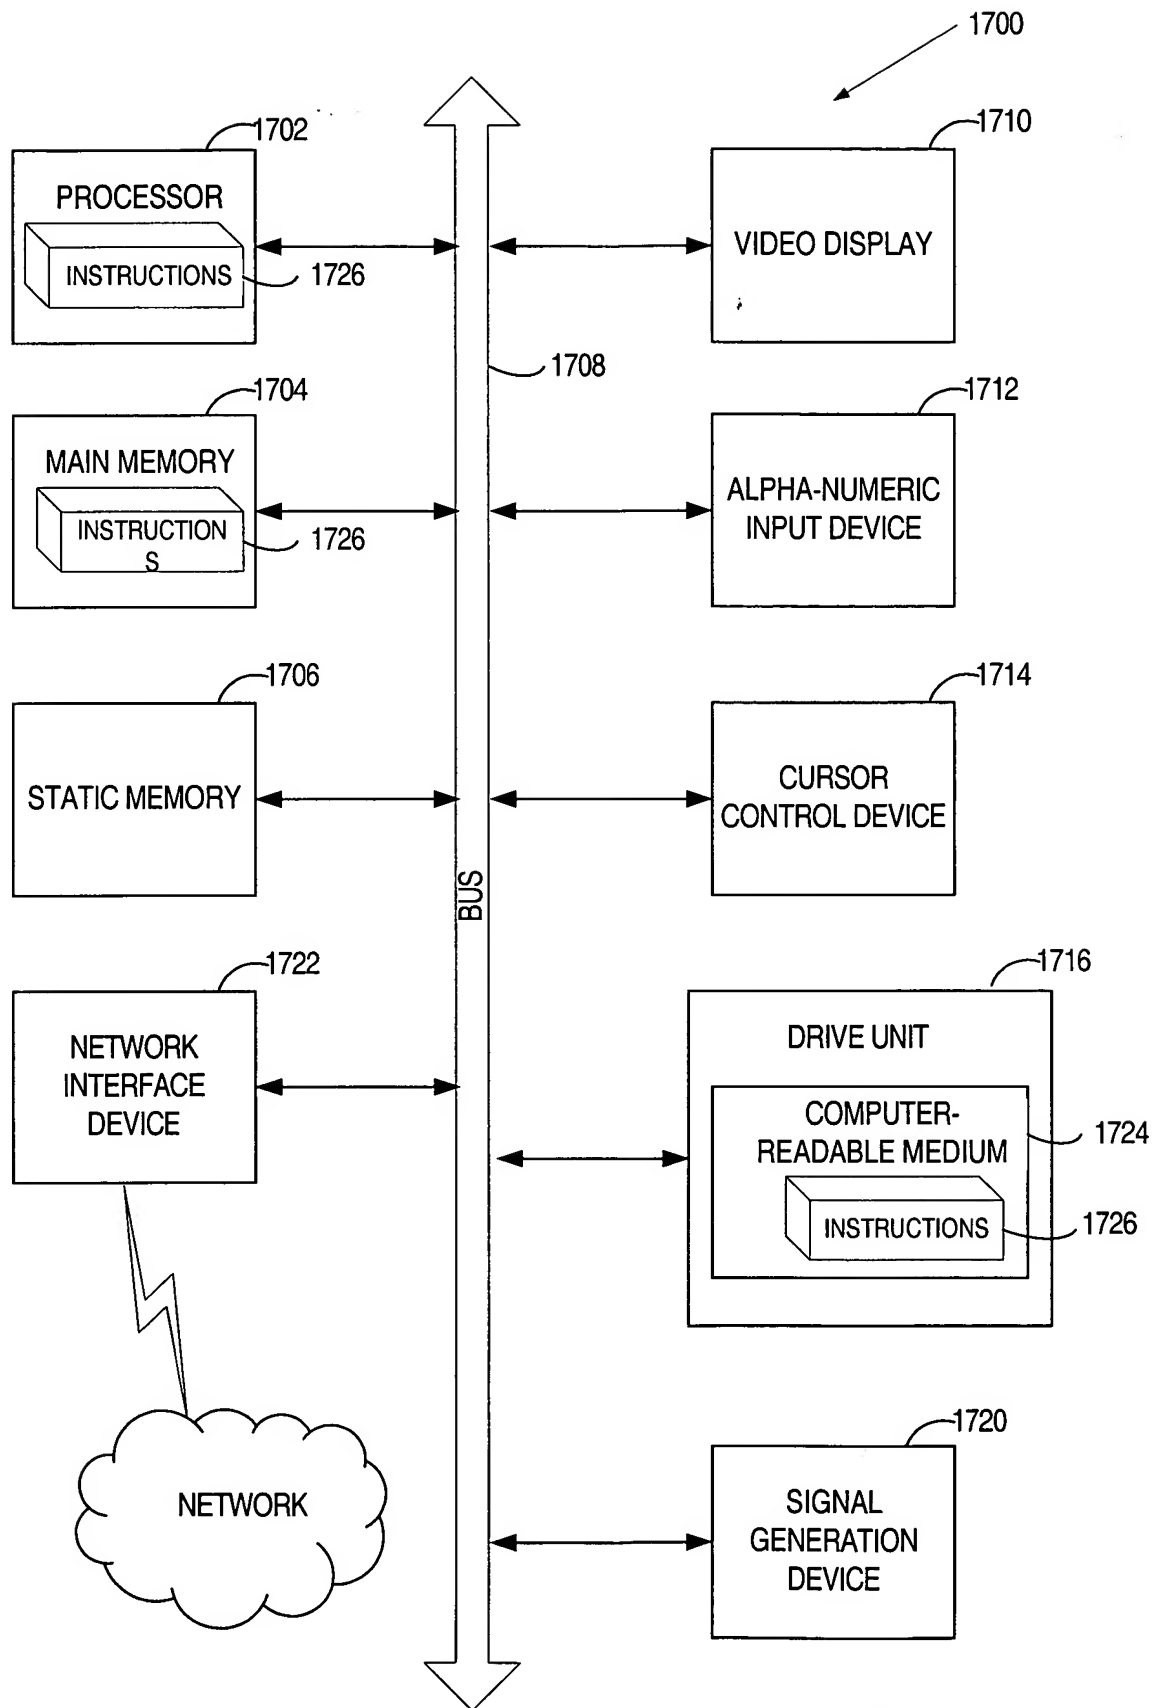 1700
1702
PROCESSOR
INSTRUCTIONS
1726
1704
MAIN MEMORY
INSTRUCTION
S
1726
1706
STATIC MEMORY
1722
NETWORK
INTERFACE
DEVICE
NETWORK
1708
BUS
1710
VIDEO DISPLAY
1712
ALPHA-NUMERIC
INPUT DEVICE
1714
CURSOR
CONTROL DEVICE
1716
DRIVE UNIT
COMPUTER-
READABLE MEDIUM
1724
INSTRUCTIONS
1726
1720
SIGNAL
GENERATION
DEVICE